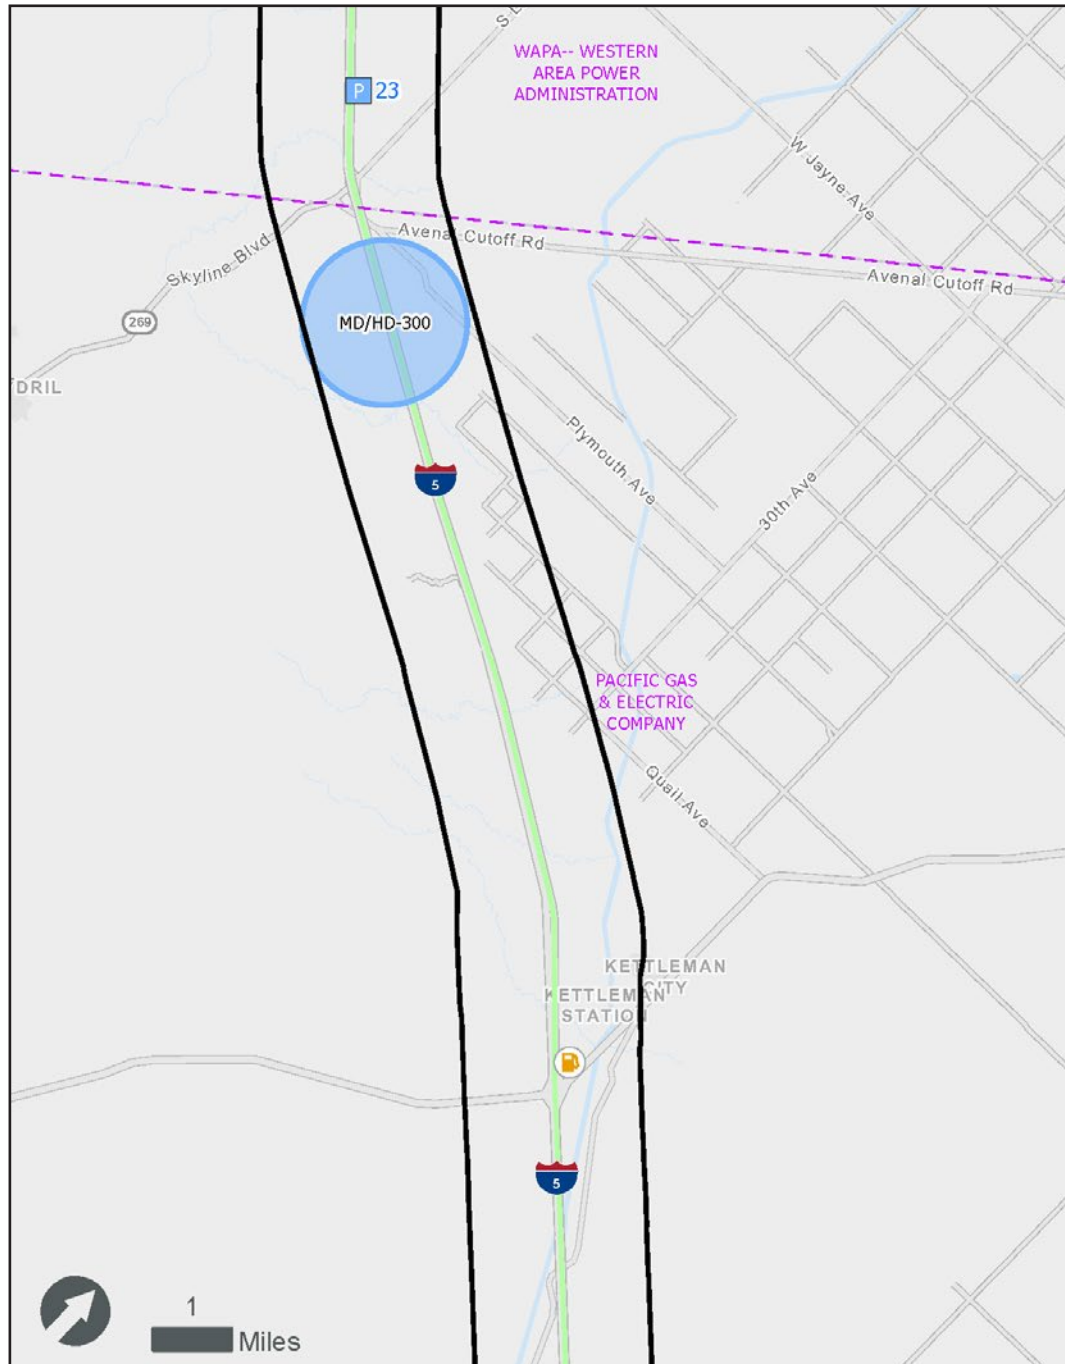 S L
WAPA-- WESTERN
AREA POWER
ADMINISTRATION
P 23
W Jayne Ave
Avenal Cutoff Rd
Skyline Blvd
Avenal Cutoff Rd
269
MD/HD-300
DRIL
Plymouth Ave
5
30th Ave
PACIFIC GAS
& ELECTRIC
COMPANY
Quail Ave
KETTLEMAN
CITY
KETTLEMAN
STATION
5
1
Miles